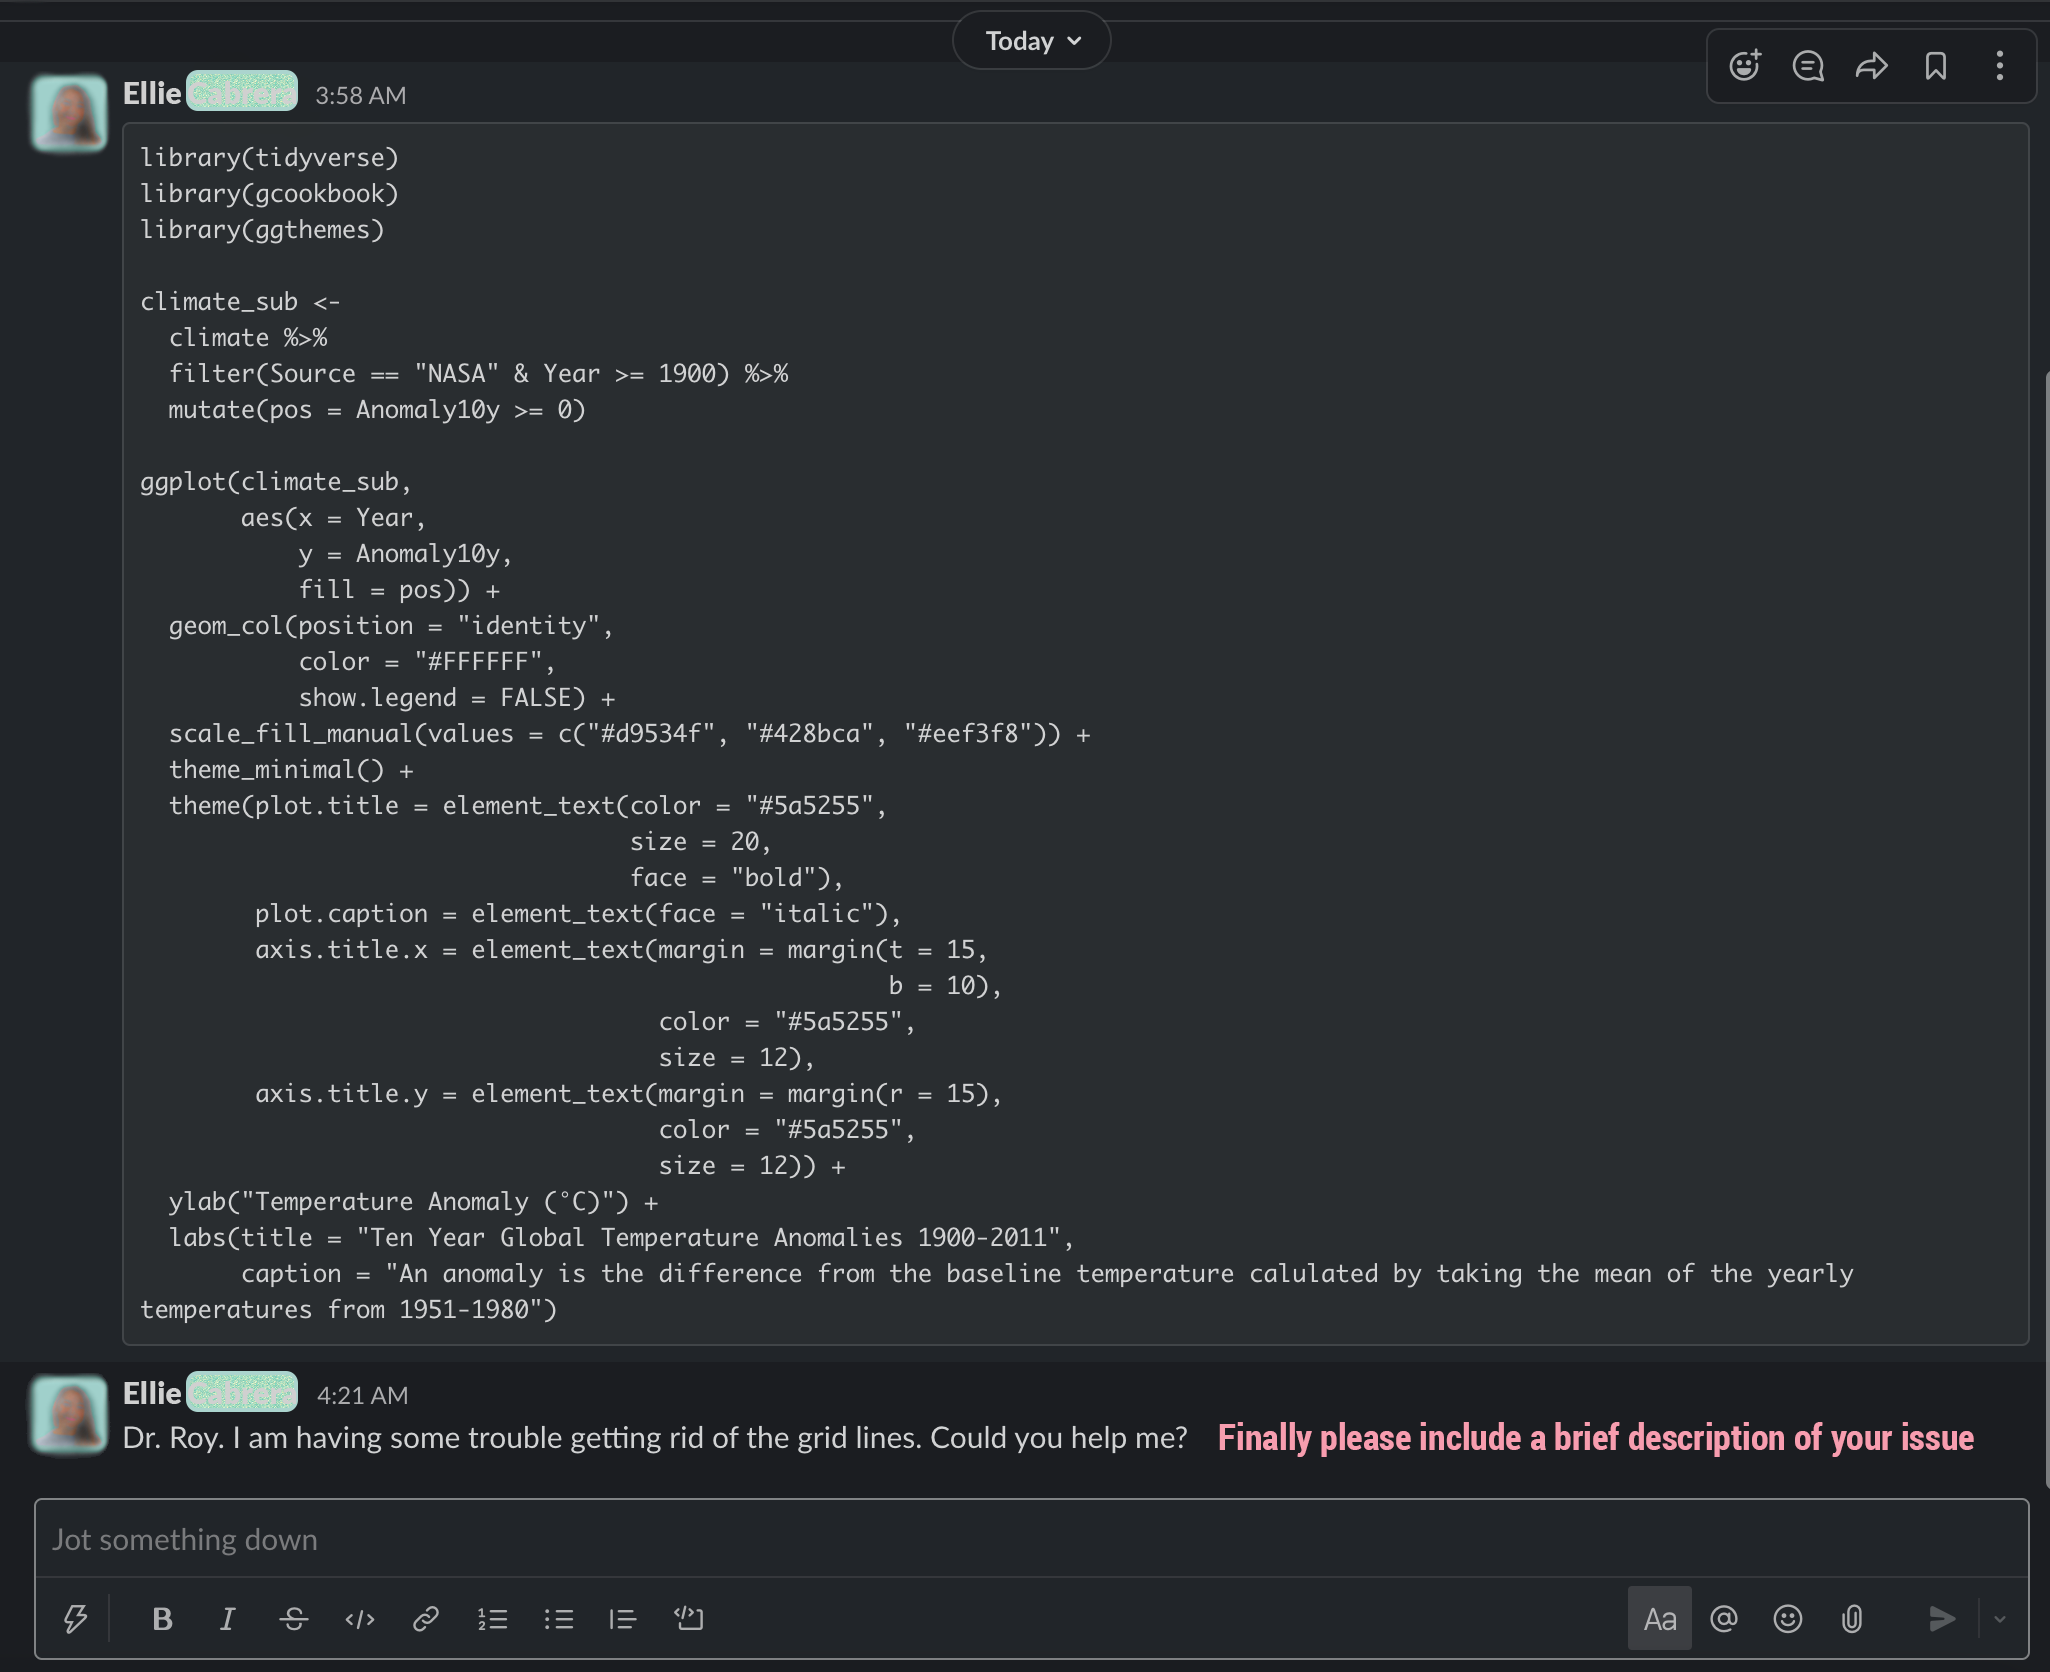 Today
Ellie 3:58 AM
library(tidyverse)
library(gcookbook)
library(ggthemes)
climate_sub <-
  climate %>%
  filter(Source == "NASA" & Year >= 1900) %>%
  mutate(pos = Anomaly10y >= 0)
ggplot(climate_sub,
       aes(x = Year,
           y = Anomaly10y,
           fill = pos)) +
  geom_col(position = "identity",
           color = "#FFFFFF",
           show.legend = FALSE) +
  scale_fill_manual(values = c("#d9534f", "#428bca", "#eef3f8")) +
  theme_minimal() +
  theme(plot.title = element_text(color = "#5a5255",
                                  size = 20,
                                  face = "bold"),
        plot.caption = element_text(face = "italic"),
        axis.title.x = element_text(margin = margin(t = 15,
                                                    b = 10),
                                    color = "#5a5255",
                                    size = 12),
        axis.title.y = element_text(margin = margin(r = 15),
                                    color = "#5a5255",
                                    size = 12)) +
  ylab("Temperature Anomaly (°C)") +
  labs(title = "Ten Year Global Temperature Anomalies 1900-2011",
       caption = "An anomaly is the difference from the baseline temperature calulated by taking the mean of the yearly
temperatures from 1951-1980")
Ellie 4:21 AM
Dr. Roy. I am having some trouble getting rid of the grid lines. Could you help me? Finally please include a brief description of your issue
Jot something down
Aa